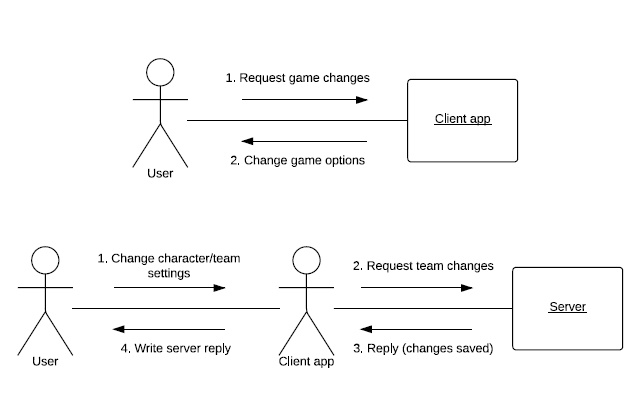 1. Request game changes
Client app
2. Change game options
User
1. Change character/team
settings
2. Request team changes
Server
4. Write server reply
3. Reply (changes saved)
User
Client app